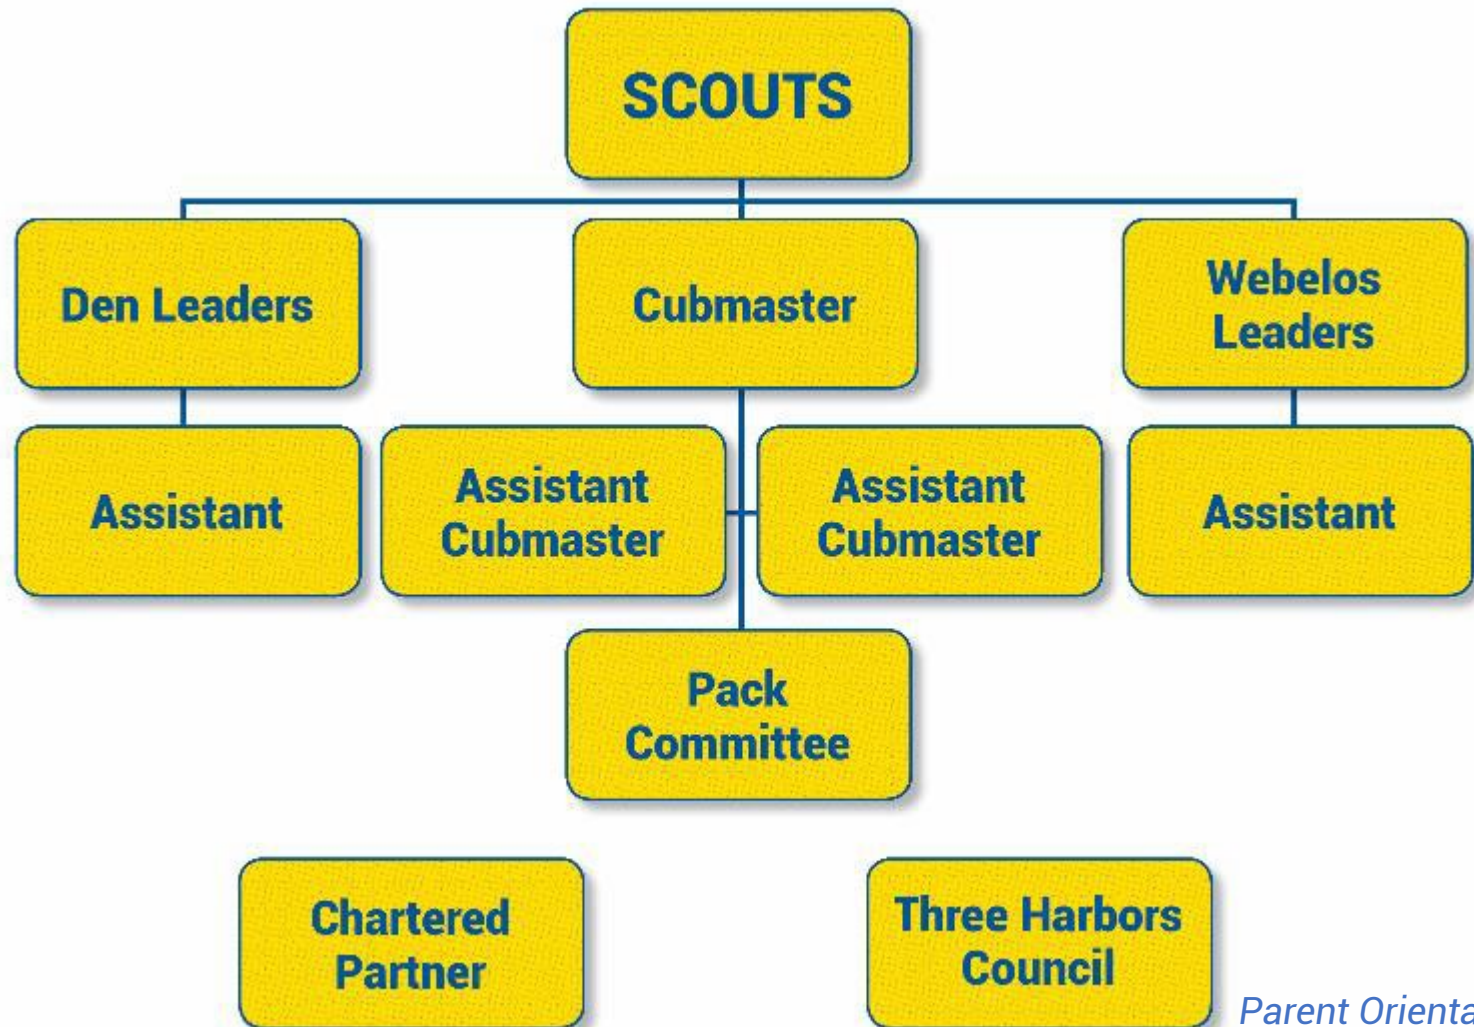 SCOUTS
Den Leaders
Cubmaster
Webelos
Leaders
Assistant
Assistant
Cubmaster
Assistant
Cubmaster
Assistant
Pack
Committee
Chartered
Partner
Three Harbors
Council
Parent